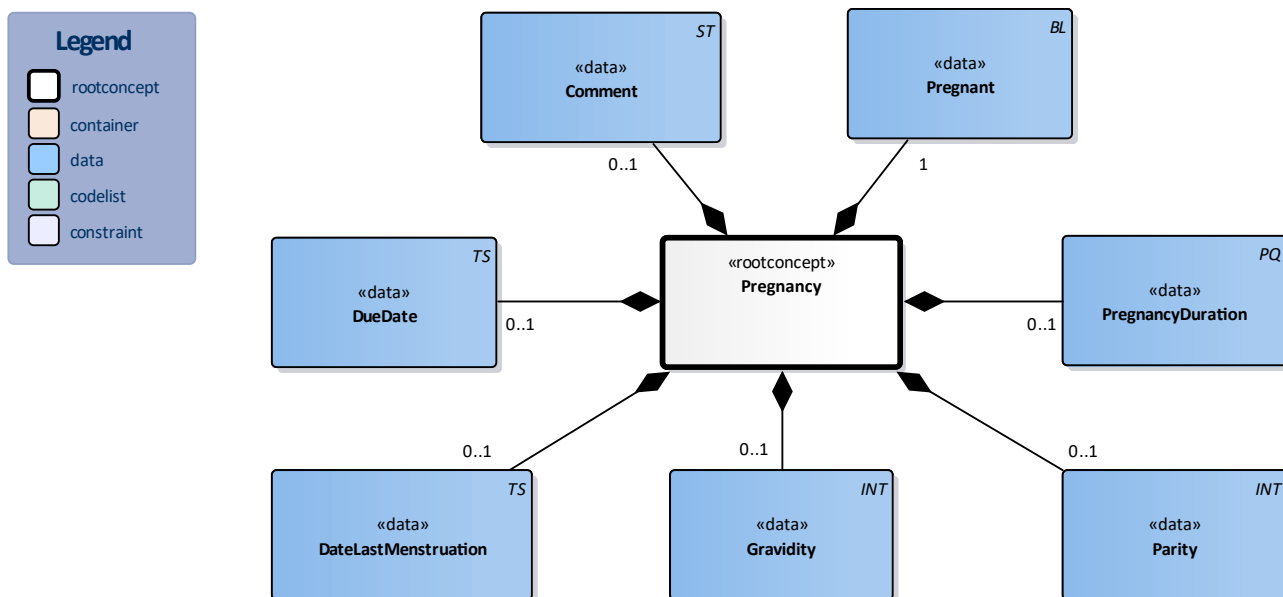 Legend
rootconcept
container
data
codelist
constraint
ST
«data»
Comment
0..1
BL
«data»
Pregnant
1
TS
«data»
DueDate
0..1
«rootconcept»
Pregnancy
PQ
«data»
PregnancyDuration
0..1
0..1
TS
«data»
DateLastMenstruation
0..1
INT
«data»
Gravidity
0..1
INT
«data»
Parity